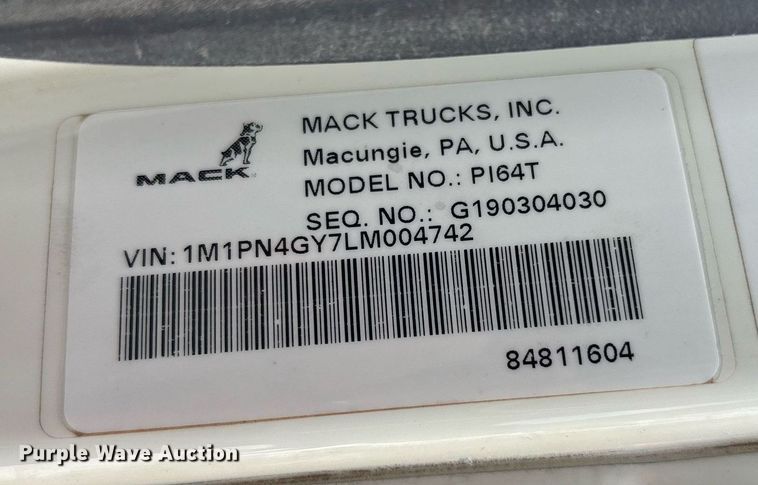 MACK TRUCKS, INC.
Macungie, PA, U.S.A.
MACK
MODEL NO.: PI64T
SEQ. NO.: G190304030
VIN: 1M1PN4GY7LM004742
84811604
Purple Wave Auction